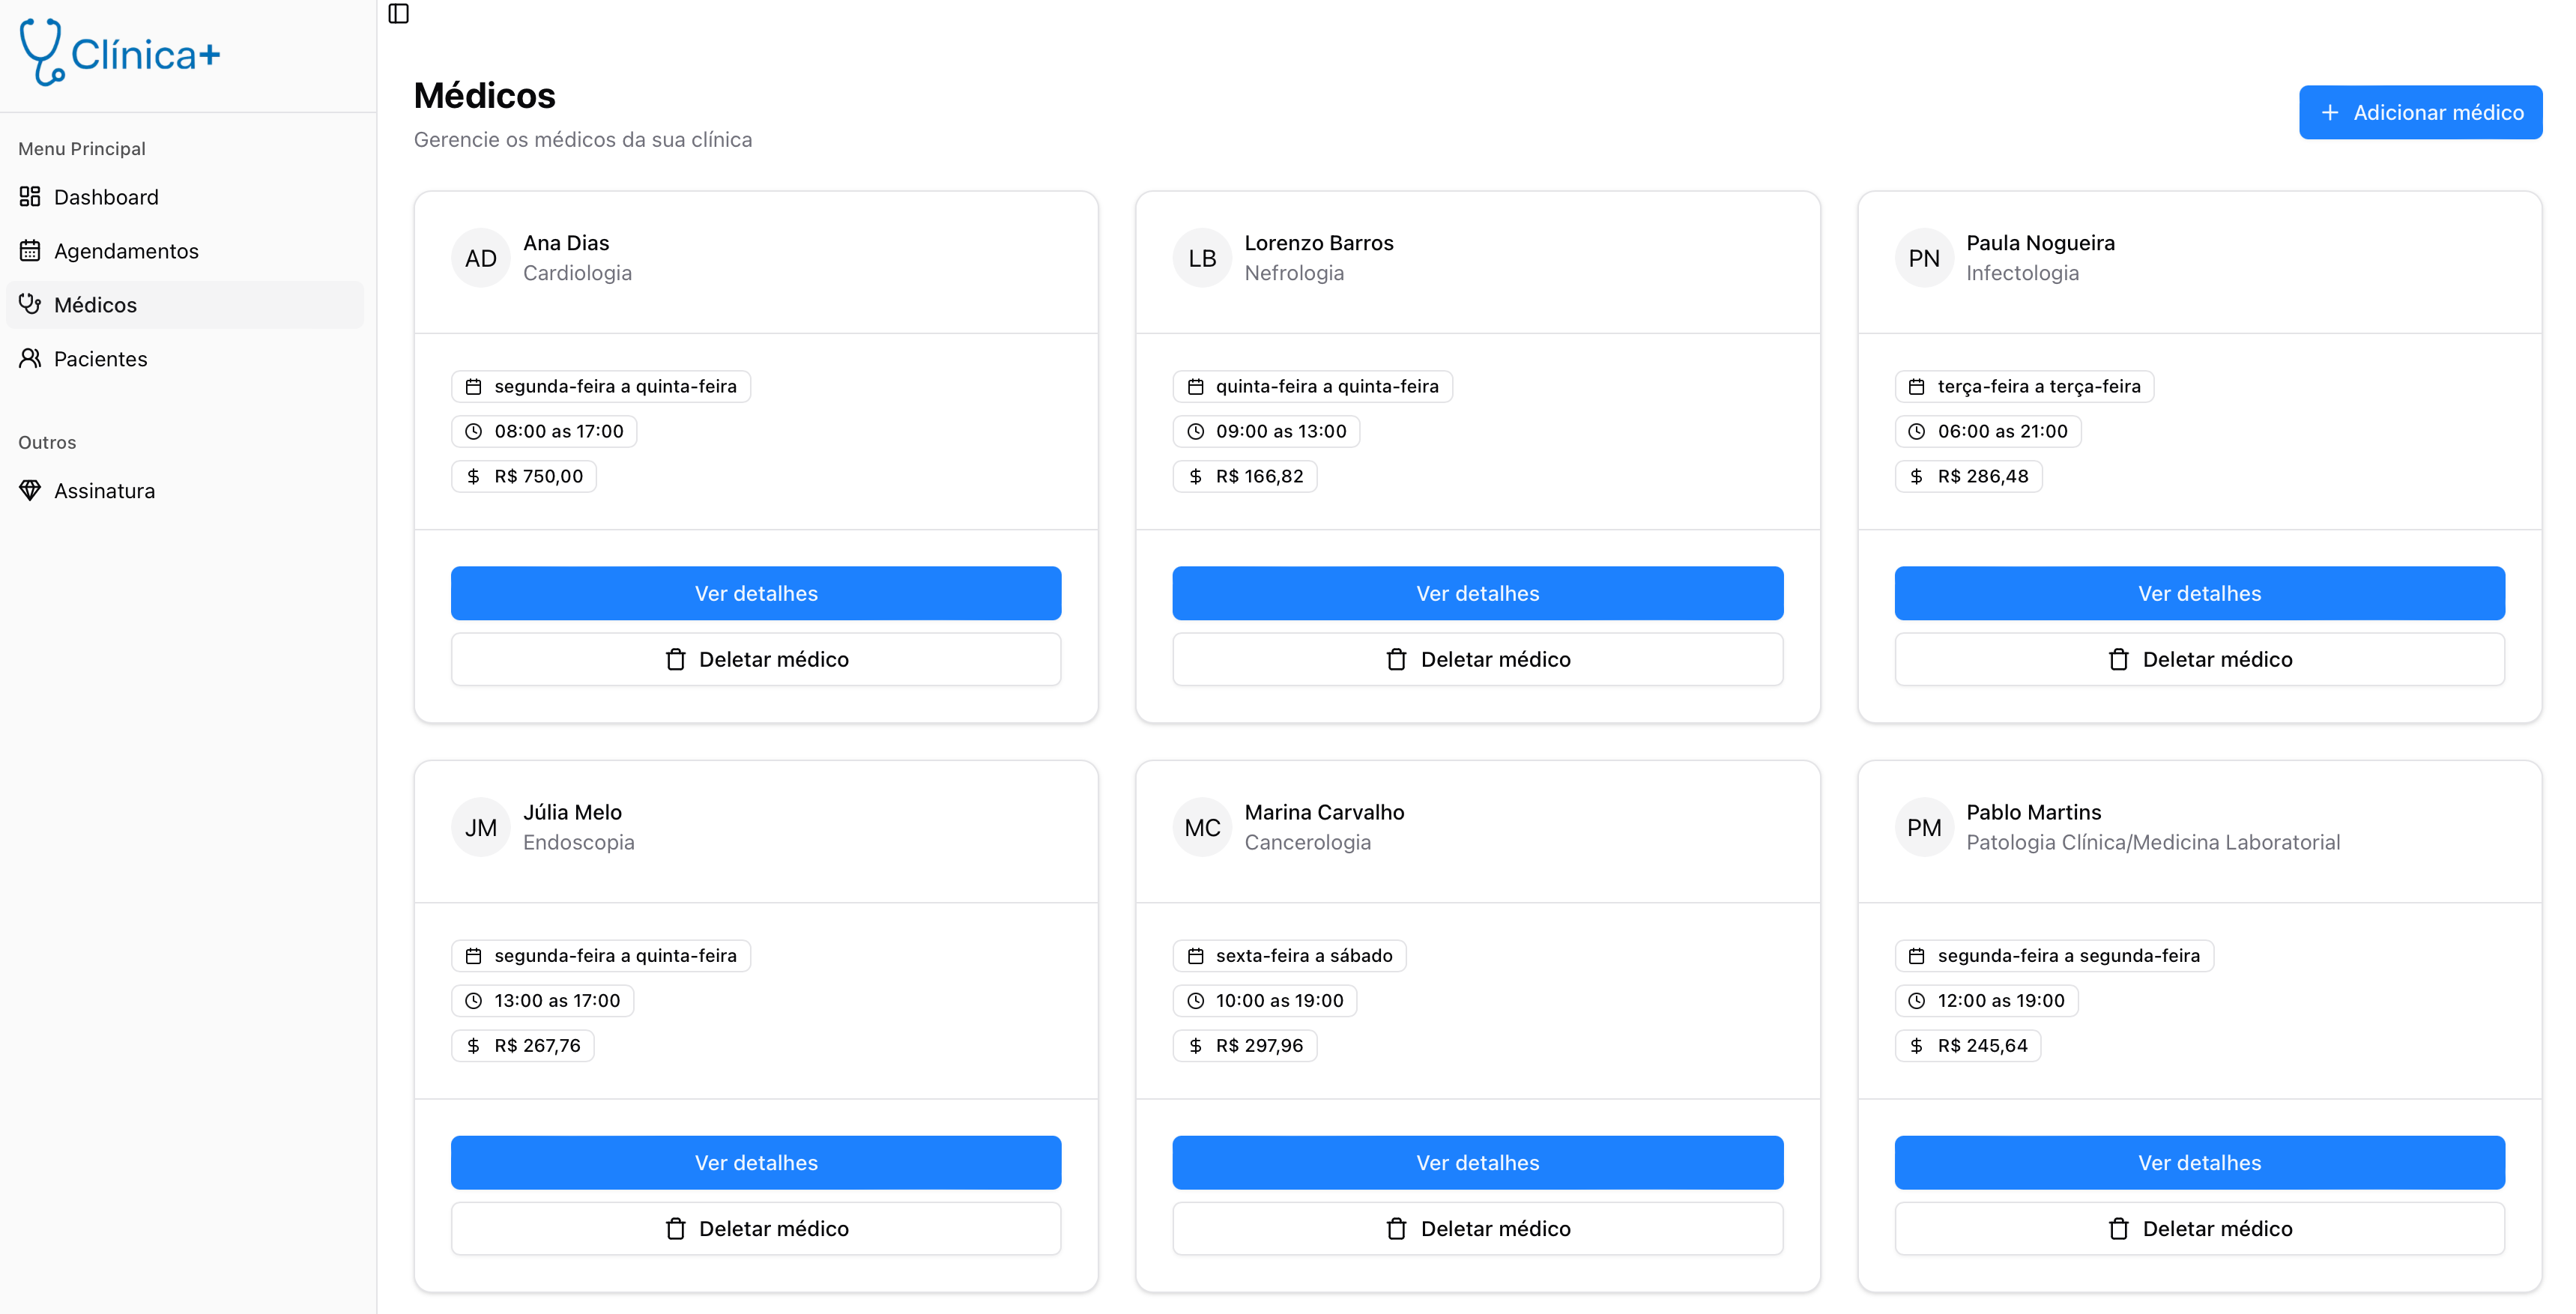 Clínica+
Menu Principal
Dashboard
Agendamentos
Médicos
Pacientes
Outros
Assinatura
Médicos
Gerencie os médicos da sua clínica
Adicionar médico
AD
Ana Dias
Cardiologia
segunda-feira a quinta-feira
08:00 as 17:00
R$ 750,00
Ver detalhes
Deletar médico
LB
Lorenzo Barros
Nefrologia
quinta-feira a quinta-feira
09:00 as 13:00
R$ 166,82
Ver detalhes
Deletar médico
PN
Paula Nogueira
Infectologia
terça-feira a terça-feira
06:00 as 21:00
R$ 286,48
Ver detalhes
Deletar médico
JM
Júlia Melo
Endoscopia
segunda-feira a quinta-feira
13:00 as 17:00
R$ 267,76
Ver detalhes
Deletar médico
MC
Marina Carvalho
Cancerologia
sexta-feira a sábado
10:00 as 19:00
R$ 297,96
Ver detalhes
Deletar médico
PM
Pablo Martins
Patologia Clínica/Medicina Laboratorial
segunda-feira a segunda-feira
12:00 as 19:00
R$ 245,64
Ver detalhes
Deletar médico